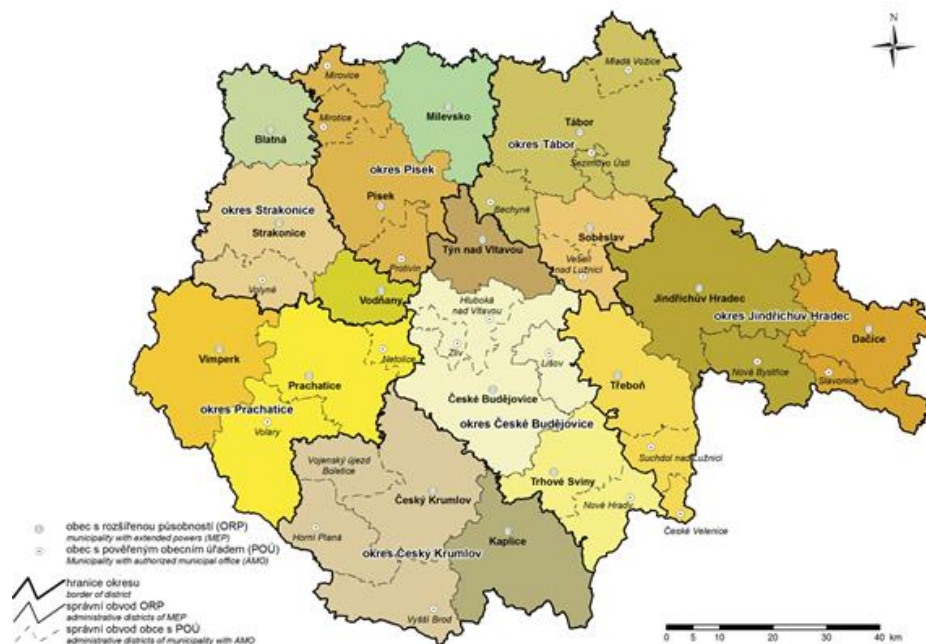 N
Mladá Vožice
Mirovice
Milevsko
Blatná
Mirotice
Tábor
okres Tábor
Sezimovo Ústí
okres Písek
Písek
Bechyně
okres Strakonice
Strakonice
Soběslav
Týn nad Vltavou
Veselí
nad Lužnicí
Protivín
Volyně
Vodňany
Jindřichův Hradec
okres Jindřichův Hradec
Hluboká
nad Vltavou
Dačice
Vimperk
Netolice
Zliv
Lišov
Nová Bystřice
Slavonice
Prachatice
Třeboň
České Budějovice
okres Prachatice
Volary
okres České Budějovice
Suchdol nad Lužnicí
Vojenský újezd
Boletice
Trhové Sviny
Český Krumlov
Nové Hrady
České Velenice
Horní Planá
Kaplice
okres Český Krumlov
Vyšší Brod
obec s rozšířenou působností (ORP)
municipality with extended powers (MEP)
obec s pověřeným obecním úřadem (POÚ)
Municipality with authorized municipal office (AMO)
hranice okresu
border of district
správní obvod ORP
administrative districts of MEP
správní obvod obce s POÚ
administrative districts of municipality with AMO
0 10 20 40 km